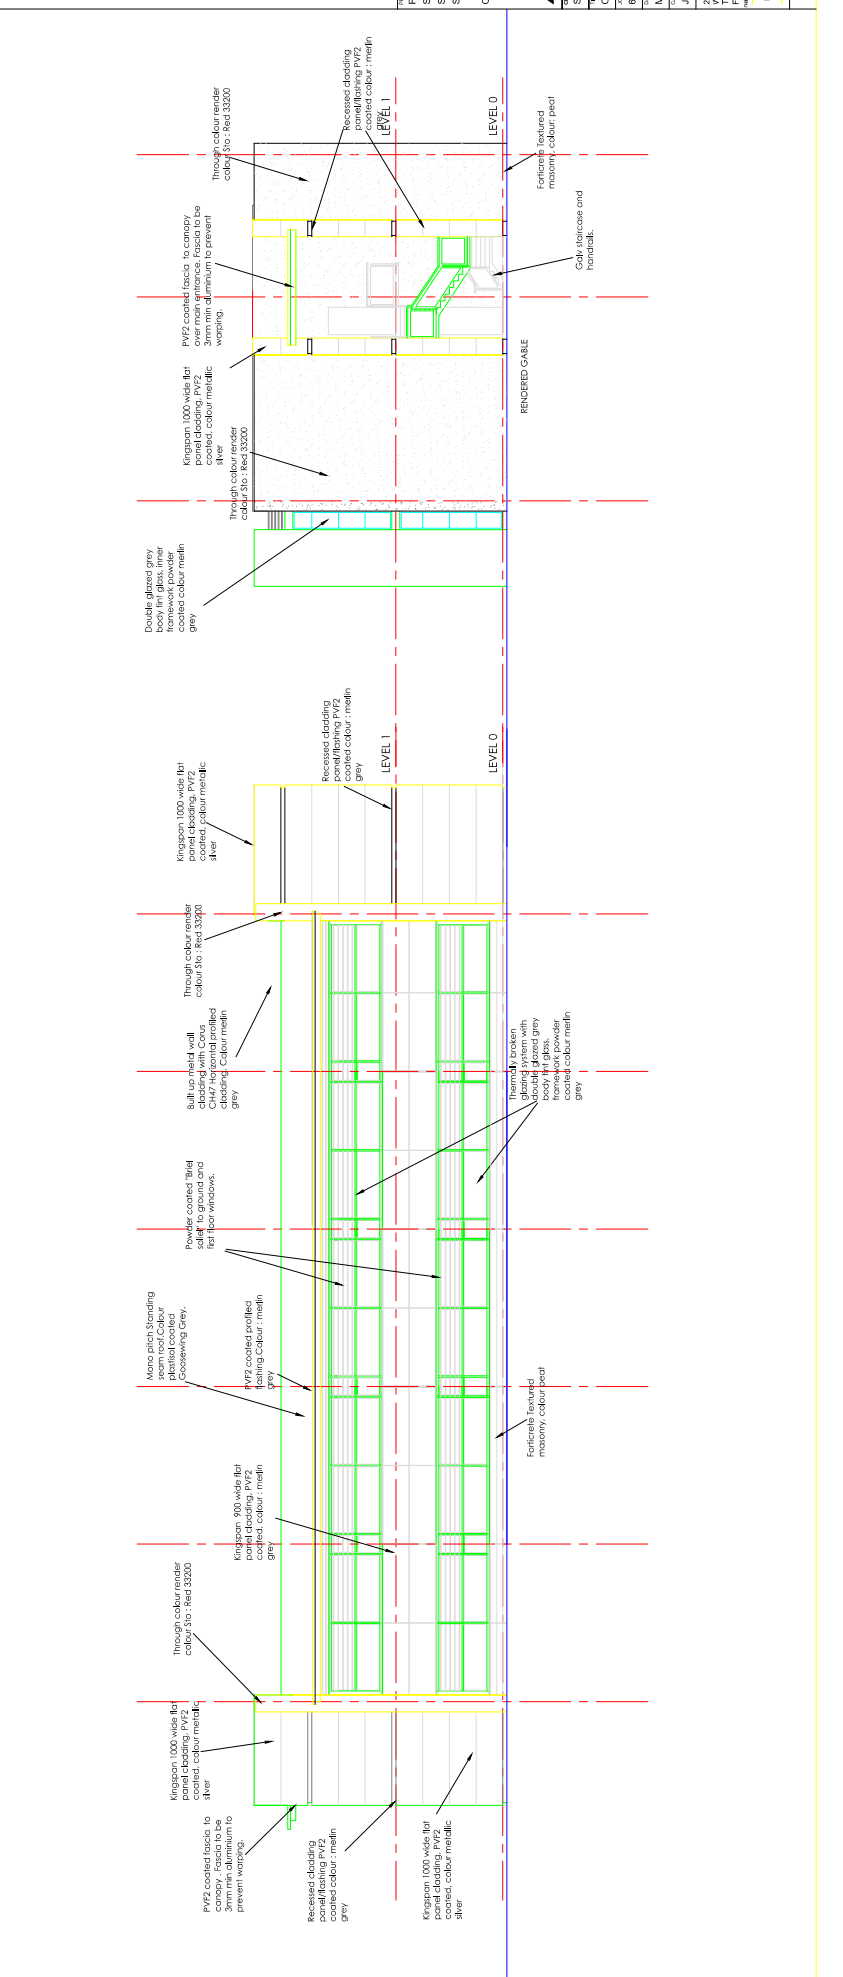 PVF2 coated fascia to
canopy . Fascia to be
3mm min aluminium to
prevent warping.
Kingspan 1000 wide flat
panel cladding, PVF2
coated, colour metallic
silver
Through colour render
colour Sto : Red 33200
Recessed cladding
panel/flashing PVF2
coated colour : merlin
grey
Kingspan 1000 wide flat
panel cladding, PVF2
coated, colour metallic
silver
Kingspan 900 wide flat
panel cladding, PVF2
coated, colour : merlin
grey
Mono pitch Standing
seam roof.Colour
plastisol coated
Goosewing Grey.
PVF2 coated profiled
flashing.Colour : merlin
grey
Forticrete Textured
masonry, colour peat
Powder coated "Briel
soliel" to ground and
first floor windows.
Built up metal wall
cladding with Corus
CH47 Horizontal profiled
cladding. Colour merlin
grey
Thermally broken
glazing system with
double glazed grey
body tint glass.
framework powder
coated colour merlin
grey
Through colour render
colour Sto : Red 33200
Kingspan 1000 wide flat
panel cladding, PVF2
coated, colour metallic
silver
Recessed cladding
panel/flashing PVF2
coated colour : merlin
grey
LEVEL 1
LEVEL 0
Double glazed grey
body tint glass, inner
framework powder
coated colour merlin
grey
Through colour render
colour Sto : Red 33200
Kingspan 1000 wide flat
panel cladding, PVF2
coated, colour metallic
silver
PVF2 coated fascia to canopy
over main entrance. Fascia to be
3mm min aluminium to prevent
warping.
Through colour render
colour Sto : Red 33200
Recessed cladding
panel/flashing PVF2
coated colour : merlin
grey
LEVEL 1
LEVEL 0
Forticrete Textured
masonry, colour: peat
Galv staircase and
handrails.
RENDERED GABLE